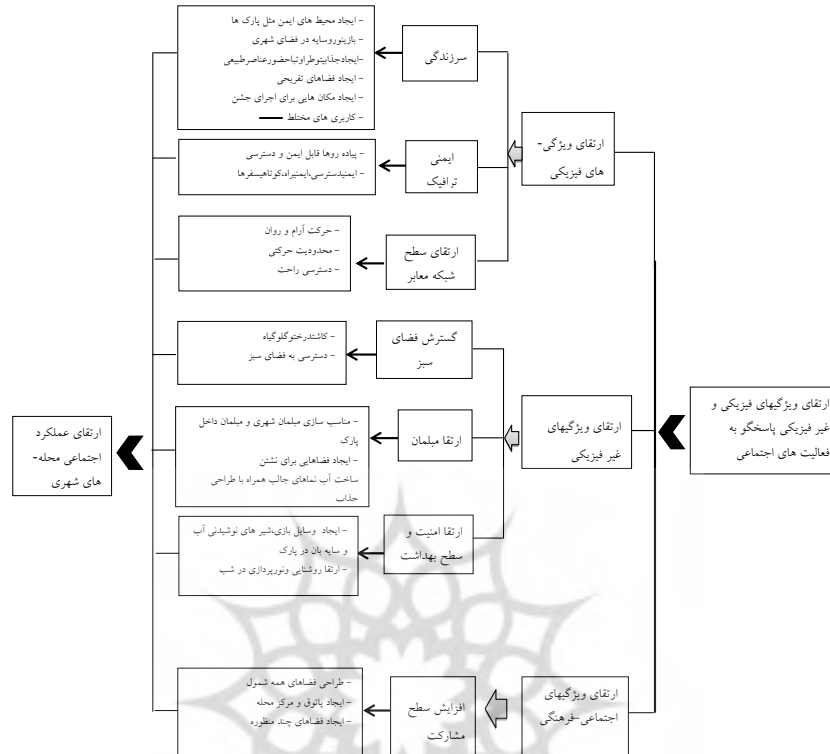 ارتقای ویژگیهای فیزیکی و
غیر فیزیکی پاسخگو به
فعالیت های اجتماعی
ارتقای ویژگی-
های فیزیکی
سرزندگی
- ایجاد محیط های ایمن مثل پارک ها
- بازینوروسایه در فضای شهری
-ایجادجذابیتوطراوتباحضورعناصرطبیعی
- ایجاد فضاهای تفریحی
- ایجاد مکان هایی برای اجرای جشن
- کاربری های مختلط
ایمنی
ترافیک
- پیاده روها قابل ایمن و دسترسی
- ایمنیدسترسی،ایمنیراه،کوتاهیسفرها
ارتقای سطح
شبکه معابر
- حرکت آرام و روان
- محدودیت حرکتی
- دسترسی راحت
ارتقای ویژگیهای
غیر فیزیکی
گسترش فضای
سبز
- کاشتدرختوگلوگیاه
- دسترسی به فضای سبز
ارتقا مبلمان
- مناسب سازی مبلمان شهری و مبلمان داخل
پارک
- ایجاد فضاهایی برای نشتن
ساخت آب نماهای جالب همراه با طراحی
جذاب
ارتقا امنیت و
سطح بهداشت
- ایجاد وسایل بازی،شیر های نوشیدنی آب
و سایه بان در پارک
- ارتقا روشنایی ونورپردازی در شب
ارتقای ویژگیهای
اجتماعی-فرهنگی
افزایش سطح
مشارکت
- طراحی فضاهای همه شمول
- ایجاد پاتوق و مرکز محله
- ایجاد فضاهای چند منظوره
ارتقای عملکرد
اجتماعی محله-
های شهری